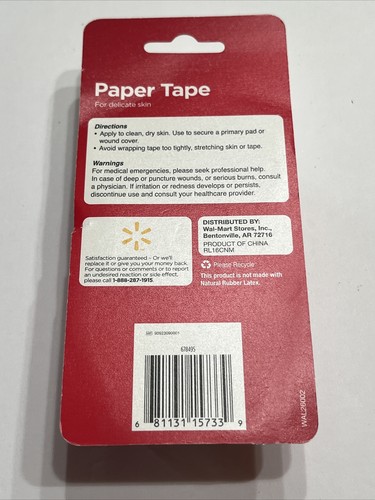 Paper Tape
For delicate skin
Directions
• Apply to clean, dry skin. Use to secure a primary pad or
wound cover.
• Avoid wrapping tape too tightly, stretching skin or tape.
Warnings
For medical emergencies, please seek professional help.
In case of deep or puncture wounds, or serious burns, consult
a physician. If irritation or redness develops or persists,
discontinue use and consult your healthcare provider.
Satisfaction guaranteed – Or we'll
replace it or give you your money back.
For questions or comments or to report
an undesired reaction or side effect,
please call 1-888-287-1915.
DISTRIBUTED BY:
Wal-Mart Stores, Inc.,
Bentonville, AR 72716
PRODUCT OF CHINA
RL16CNM
Please Recycle
This product is not made with
Natural Rubber Latex.
678495
6 81131 15733 9
WAL26002